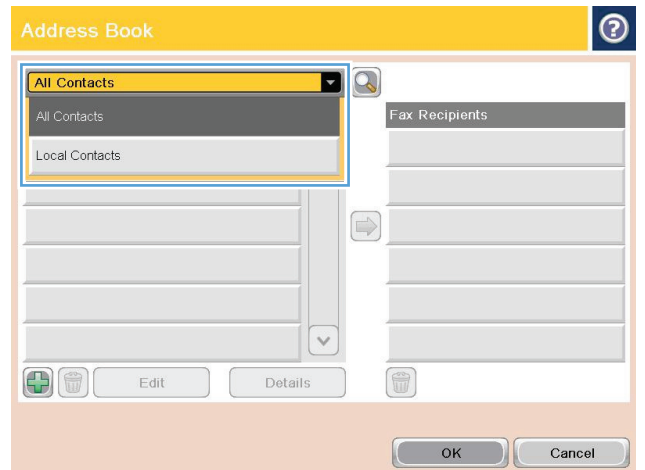 Address Book
All Contacts
All Contacts
Local Contacts
Fax Recipients
Edit
Details
OK
Cancel